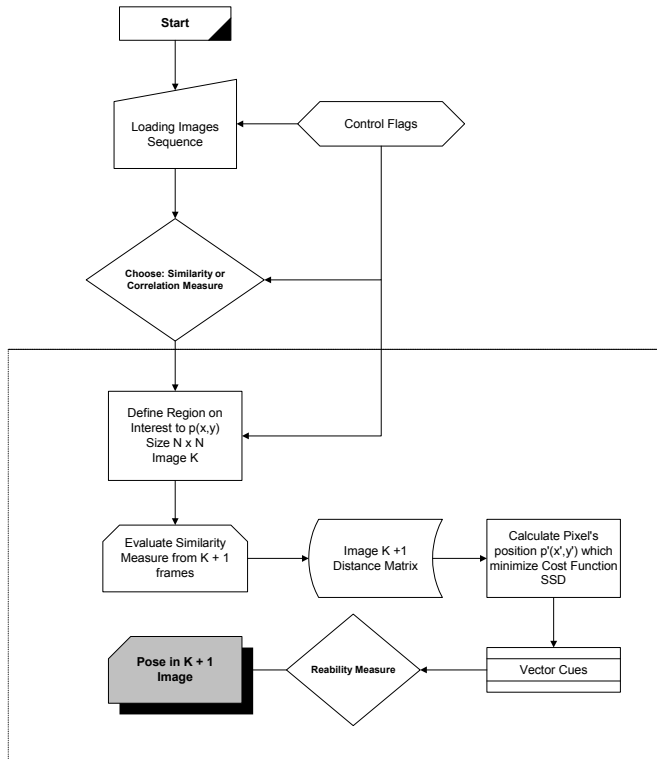 Start
Loading Images
Sequence
Control Flags
Choose: Similarity or
Correlation Measure
Define Region on
Interest to p(x,y)
Size N x N
Image K
Evaluate Similarity
Measure from K + 1
frames
Image K +1
Distance Matrix
Calculate Pixel's
position p'(x',y') which
minimize Cost Function
SSD
Pose in K + 1
Image
Reability Measure
Vector Cues